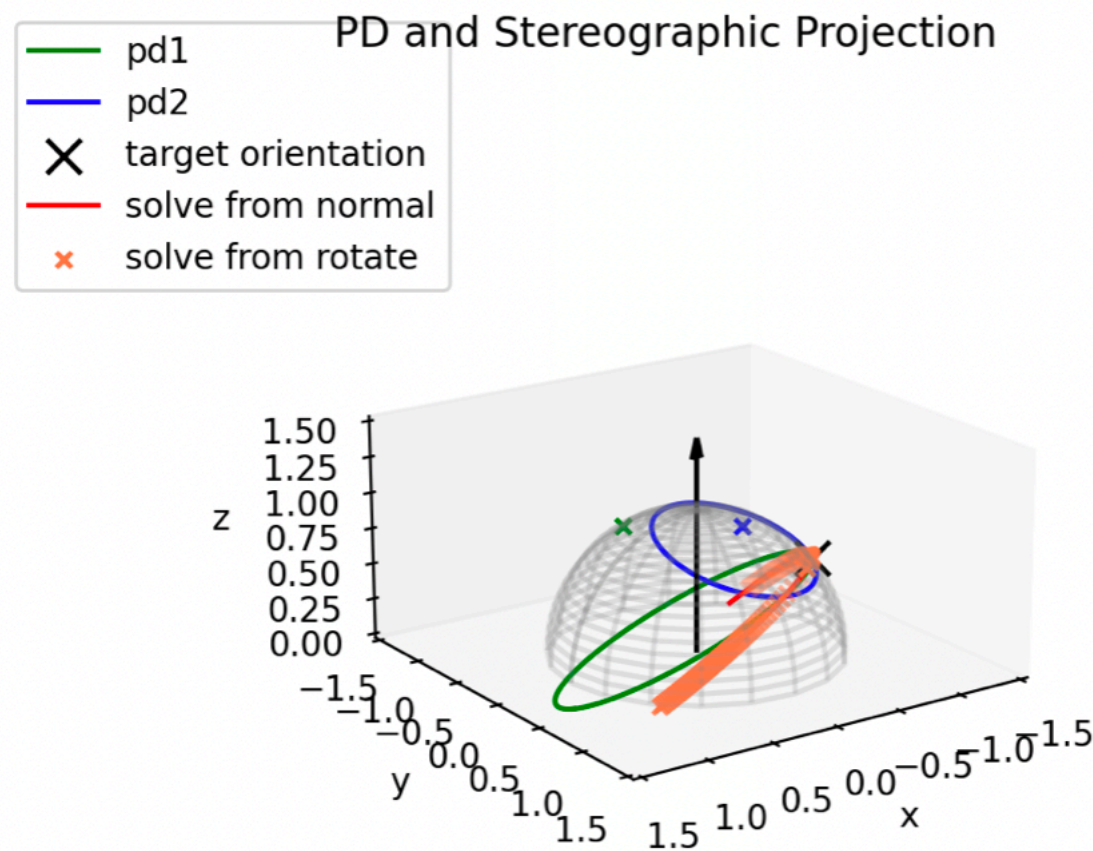 PD and Stereographic Projection
pd1
pd2
target orientation
solve from normal
solve from rotate
1.50
1.25
1.00
0.75
0.50
0.25
0.00
z
−1.5
−1.0
−0.5
0.0
0.5
1.0
1.5
y
1.5
1.0
0.5
0.0
−0.5
−1.0
−1.5
x